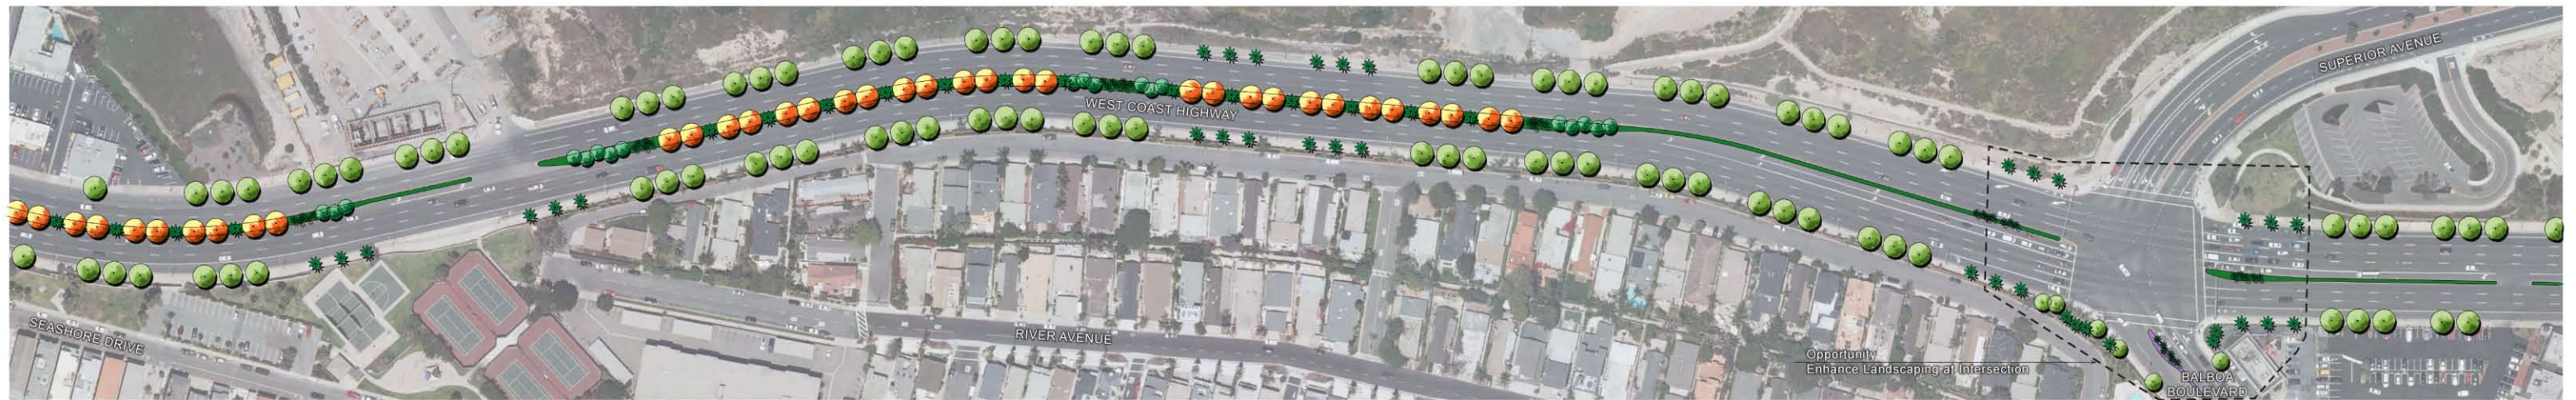 SUPERIOR AVENUE
WEST COAST HIGHWAY
SEASHORE DRIVE
RIVER AVENUE
Opportunity
Enhance Landscaping at Intersection
BALBOA
BOULEVARD